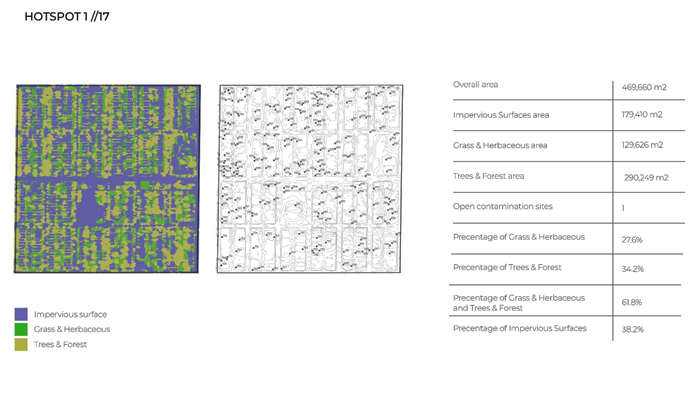 HOTSPOT 1 //17
Overall area 469,660 m2
Impervious Surfaces area 179,410 m2
Grass & Herbaceous area 129,626 m2
Trees & Forest area 290,249 m2
Open contamination sites 1
Precentage of Grass & Herbaceous 27.6%
Precentage of Trees & Forest 34.2%
Precentage of Grass & Herbaceous
and Trees & Forest 61.8%
Precentage of Impervious Surfaces 38.2%
Impervious surface
Grass & Herbaceous
Trees & Forest